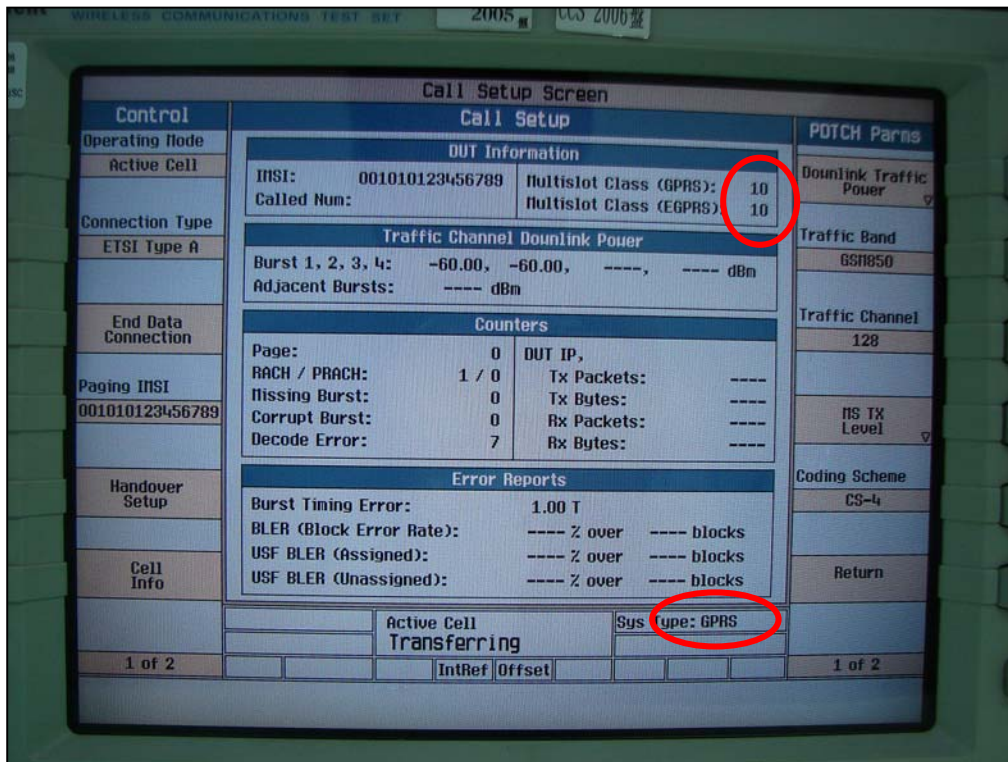 WIRELESS COMMUNICATIONS TEST SET
2005
CCS 2006
Call Setup Screen
Control
Operating Mode
Active Cell
Connection Type
ETSI Type A
End Data
Connection
Paging IMSI
001010123456789
Handover
Setup
Cell
Info
1 of 2
Call Setup
DUT Information
IMSI: 001010123456789
Called Num:
Multislot Class (GPRS): 10
Multislot Class (EGPRS): 10
Traffic Channel Downlink Power
Burst 1, 2, 3, 4: -60.00, -60.00, ----, ---- dBm
Adjacent Bursts: ---- dBm
Counters
Page: 0
RACH / PRACH: 1 / 0
Missing Burst: 0
Corrupt Burst: 0
Decode Error: 7
DUT IP,
Tx Packets: ----
Tx Bytes: ----
Rx Packets: ----
Rx Bytes: ----
Error Reports
Burst Timing Error: 1.00 T
BLER (Block Error Rate): ---- % over ---- blocks
USF BLER (Assigned): ---- % over ---- blocks
USF BLER (Unassigned): ---- % over ---- blocks
Active Cell
Transferring
Sys Type: GPRS
IntRef Offset
PDTCH Parms
Downlink Traffic
Power
Traffic Band
GSM850
Traffic Channel
128
MS TX
Level
Coding Scheme
CS-4
Return
1 of 2